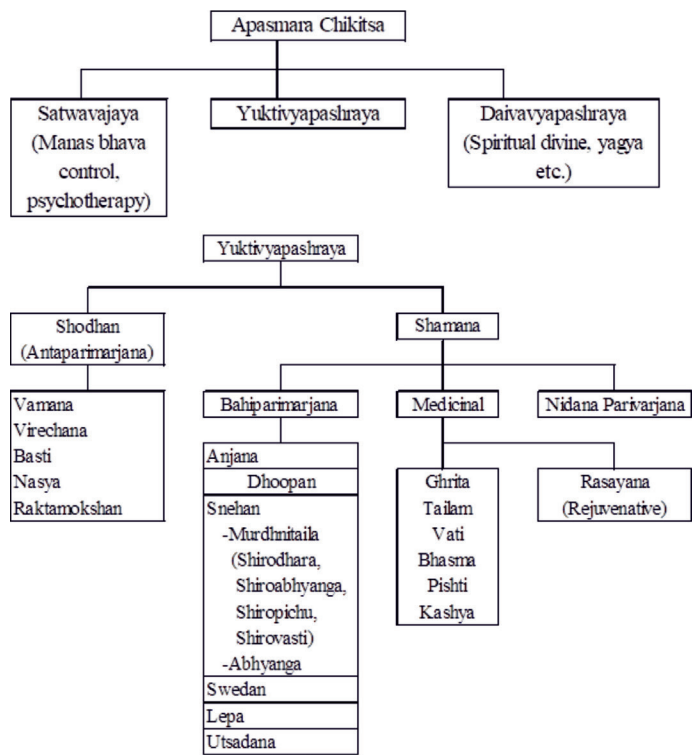 Apasmara Chikitsa
Satwavajaya
(Manas bhava
control,
psychotherapy)
Yuktivyapashraya
Daivavyapashraya
(Spiritual divine, yagya
etc.)
Yuktivyapashraya
Shodhan
(Antaparimarjana)
Shamana
Vamana
Virechana
Basti
Nasya
Raktamokshan
Bahiparimarjana
Medicinal
Nidana Parivarjana
Anjana
Dhoopan
Snehan
-Murdhnitaila
(Shirodhara,
Shiroabhyanga,
Shiropichu,
Shirovasti)
-Abhyanga
Swedan
Lepa
Utsadana
Ghrita
Tailam
Vati
Bhasma
Pishti
Kashya
Rasayana
(Rejuvenative)